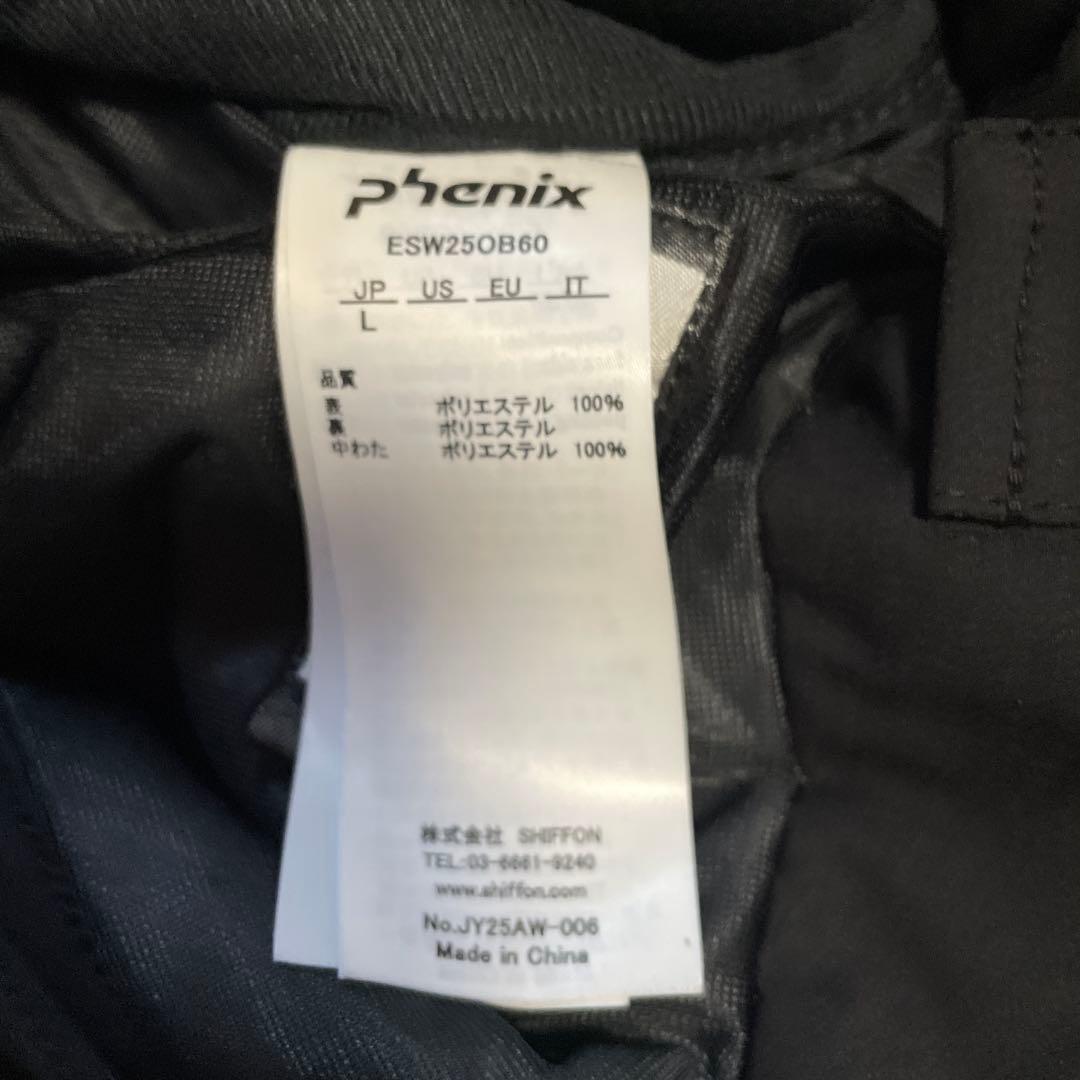 phenix
ESW25OB60
JP US EU IT
L
品質
表 ポリエステル 100%
裏 ポリエステル
中わた ポリエステル 100%
株式会社 SHIFFON
TEL:03-6661-9240
www.shiffon.com
No.JY25AW-006
Made in China